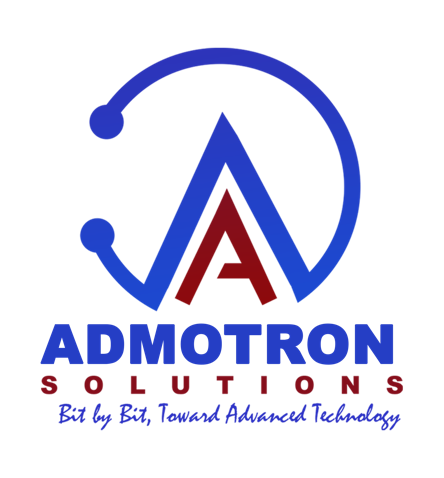 ADMOTRON
SOLUTIONS
Bit by Bit, Toward Advanced Technology